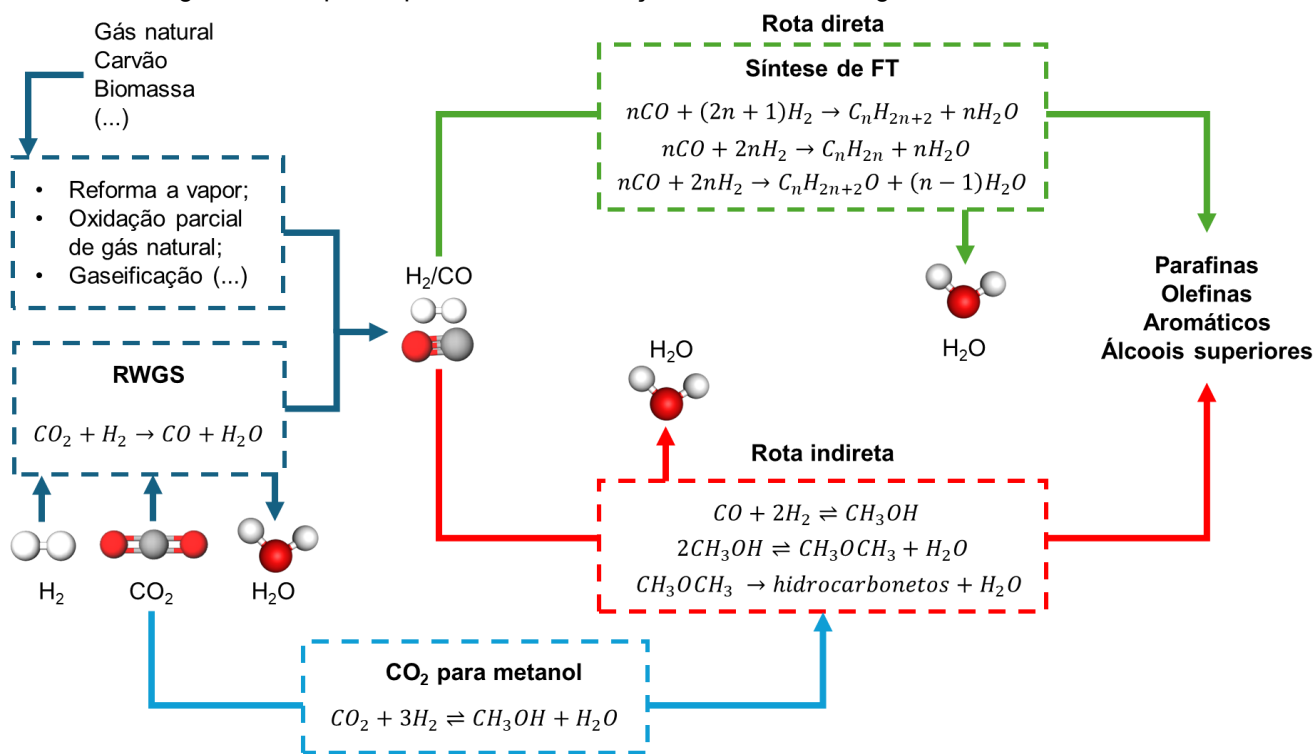 Gás natural
Carvão
Biomassa
(...)
• Reforma a vapor;
• Oxidação parcial
de gás natural;
• Gaseificação (...)
RWGS
CO₂ + H₂ → CO + H₂O
H₂
CO₂
H₂O
H₂/CO
Rota direta
Síntese de FT
nCO + (2n + 1)H₂ → CₙH₂ₙ₊₂ + nH₂O
nCO + 2nH₂ → CₙH₂ₙ + nH₂O
nCO + 2nH₂ → CₙH₂ₙ₊₂O + (n − 1)H₂O
H₂O
H₂O
Rota indireta
CO + 2H₂ ⇌ CH₃OH
2CH₃OH ⇌ CH₃OCH₃ + H₂O
CH₃OCH₃ → hidrocarbonetos + H₂O
CO₂ para metanol
CO₂ + 3H₂ ⇌ CH₃OH + H₂O
Parafinas
Olefinas
Aromáticos
Álcoois superiores